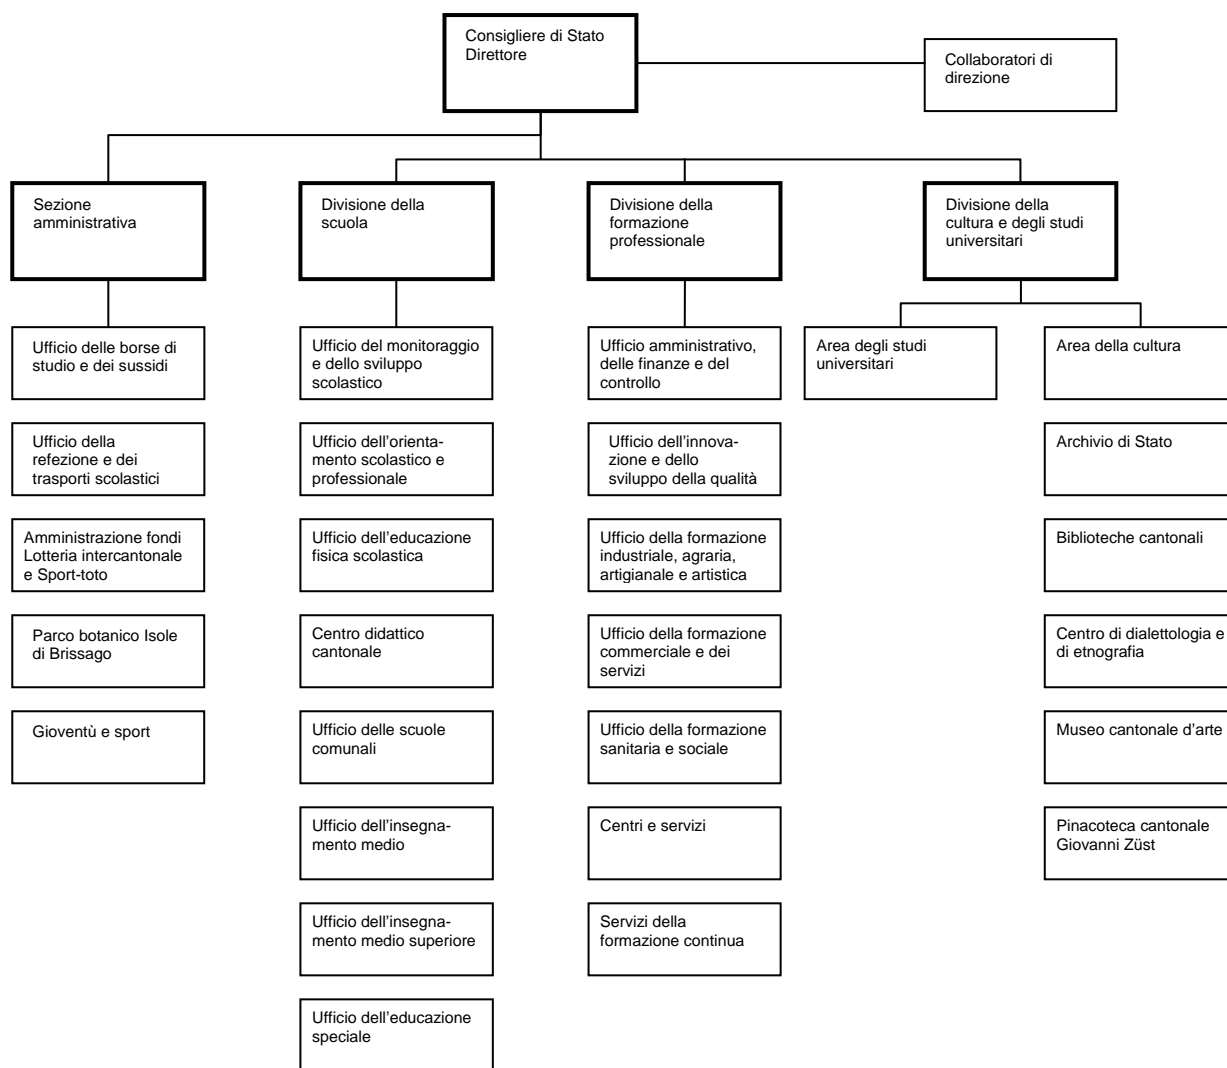 Consigliere di Stato
Direttore
Collaboratori di
direzione
Sezione
amministrativa
Divisione della
scuola
Divisione della
formazione
professionale
Divisione della
cultura e degli studi
universitari
Ufficio delle borse di
studio e dei sussidi
Ufficio della
refezione e dei
trasporti scolastici
Amministrazione fondi
Lotteria intercantonale
e Sport-toto
Parco botanico Isole
di Brissago
Gioventù e sport
Ufficio del monitoraggio
e dello sviluppo
scolastico
Ufficio dell’orienta-
mento scolastico e
professionale
Ufficio dell’educazione
fisica scolastica
Centro didattico
cantonale
Ufficio delle scuole
comunali
Ufficio dell’insegna-
mento medio
Ufficio dell’insegna-
mento medio superiore
Ufficio dell’educazione
speciale
Ufficio amministrativo,
delle finanze e del
controllo
Ufficio dell’innova-
zione e dello
sviluppo della qualità
Ufficio della formazione
industriale, agraria,
artigianale e artistica
Ufficio della formazione
commerciale e dei
servizi
Ufficio della formazione
sanitaria e sociale
Centri e servizi
Servizi della
formazione continua
Area degli studi
universitari
Area della cultura
Archivio di Stato
Biblioteche cantonali
Centro di dialettologia e
di etnografia
Museo cantonale d’arte
Pinacoteca cantonale
Giovanni Züst